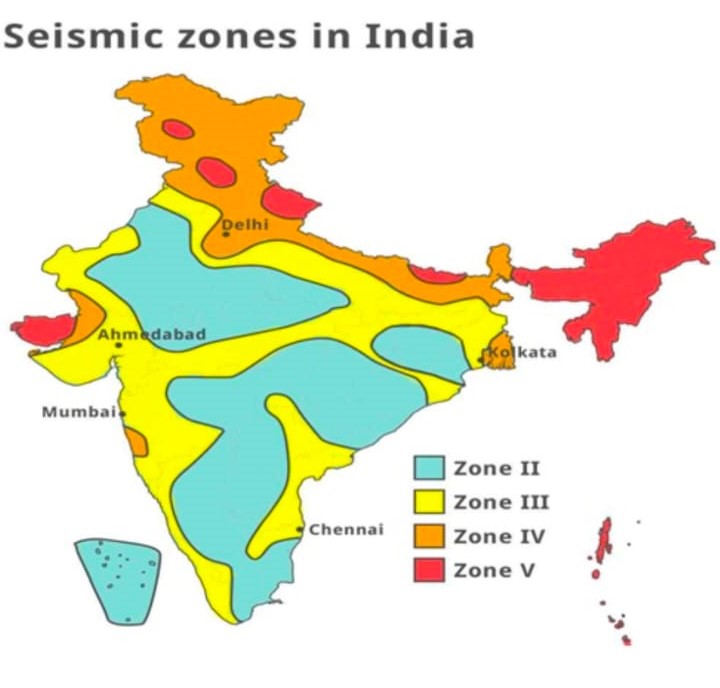 Seismic zones in India
Delhi
Ahmedabad
Kolkata
Mumbai
Zone II
Zone III
Zone IV
Chennai
Zone V